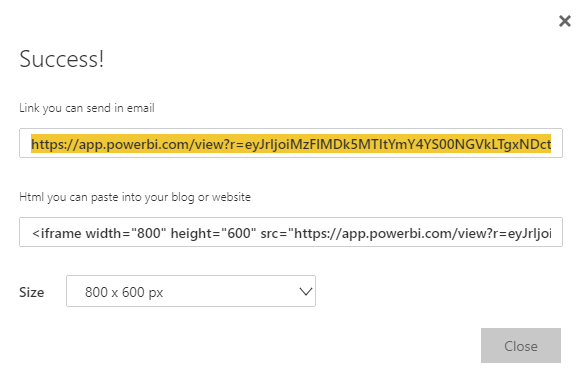 Success!
Link you can send in email
https://app.powerbi.com/view?r=eyJrIjoiMzFlMDk5MTItYmY4YS00NGVkLTgxNDct
Html you can paste into your blog or website
<iframe width="800" height="600" src="https://app.powerbi.com/view?r=eyJrIjoi
Size
800 x 600 px
Close